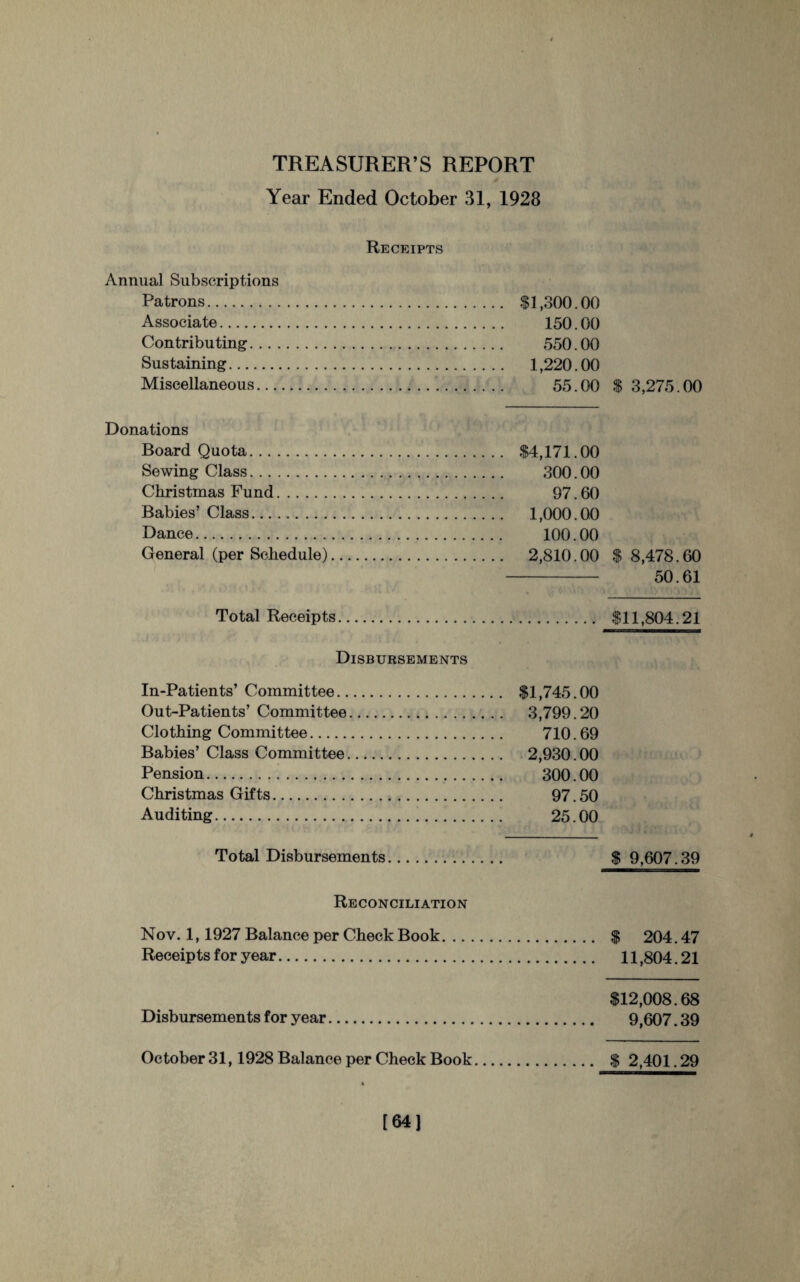 TREASURER'S REPORT
Year Ended October 31, 1928
RECEIPTS
Annual Subscriptions
Patrons........................... $1,300.00
Associate........................... 150.00
Contributing........................... 550.00
Sustaining........................... 1,220.00
Miscellaneous........................... 55.00 $ 3,275.00
Donations
Board Quota........................... $4,171.00
Sewing Class........................... 300.00
Christmas Fund........................... 97.60
Babies' Class........................... 1,000.00
Dance........................... 100.00
General (per Schedule)..................... 2,810.00 $ 8,478.60
50.61
Total Receipts........................... $11,804.21
DISBURSEMENTS
In-Patients' Committee..................... $1,745.00
Out-Patients' Committee................... 3,799.20
Clothing Committee........................ 710.69
Babies' Class Committee................... 2,930.00
Pension........................... 300.00
Christmas Gifts........................... 97.50
Auditing........................... 25.00
Total Disbursements.............. $ 9,607.39
RECONCILIATION
Nov. 1, 1927 Balance per Check Book.................. $ 204.47
Receipts for year........................... 11,804.21
$12,008.68
Disbursements for year........................... 9,607.39
October 31, 1928 Balance per Check Book............... $ 2,401.29
[64]